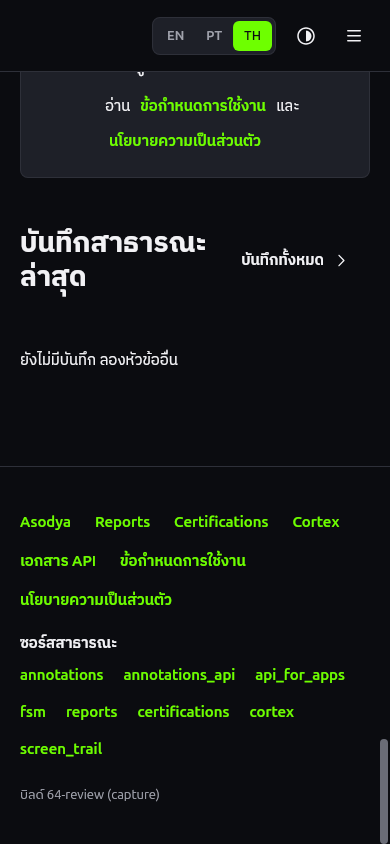 EN PT TH
อ่าน ข้อกำหนดการใช้งาน และ
นโยบายความเป็นส่วนตัว
บันทึกสาธารณะ
ล่าสุด
บันทึกทั้งหมด
ยังไม่มีบันทึก ลองหัวข้ออื่น
Asodya Reports Certifications Cortex
เอกสาร API ข้อกำหนดการใช้งาน
นโยบายความเป็นส่วนตัว
ซอร์สสาธารณะ
annotations annotations_api api_for_apps
fsm reports certifications cortex
screen_trail
บิลด์ 64-review (capture)